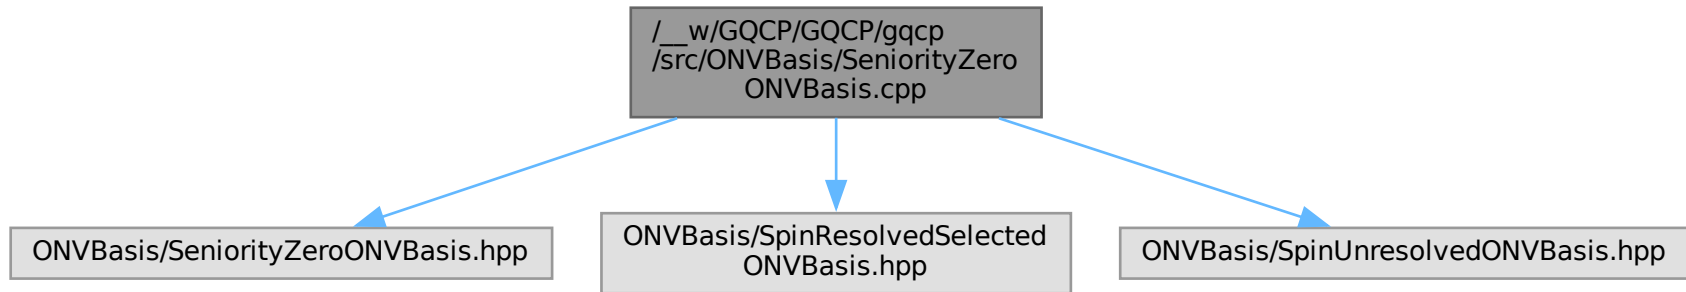 /__w/GQCP/GQCP/gqcp
/src/ONVBasis/SeniorityZero
ONVBasis.cpp
ONVBasis/SeniorityZeroONVBasis.hpp
ONVBasis/SpinResolvedSelected
ONVBasis.hpp
ONVBasis/SpinUnresolvedONVBasis.hpp